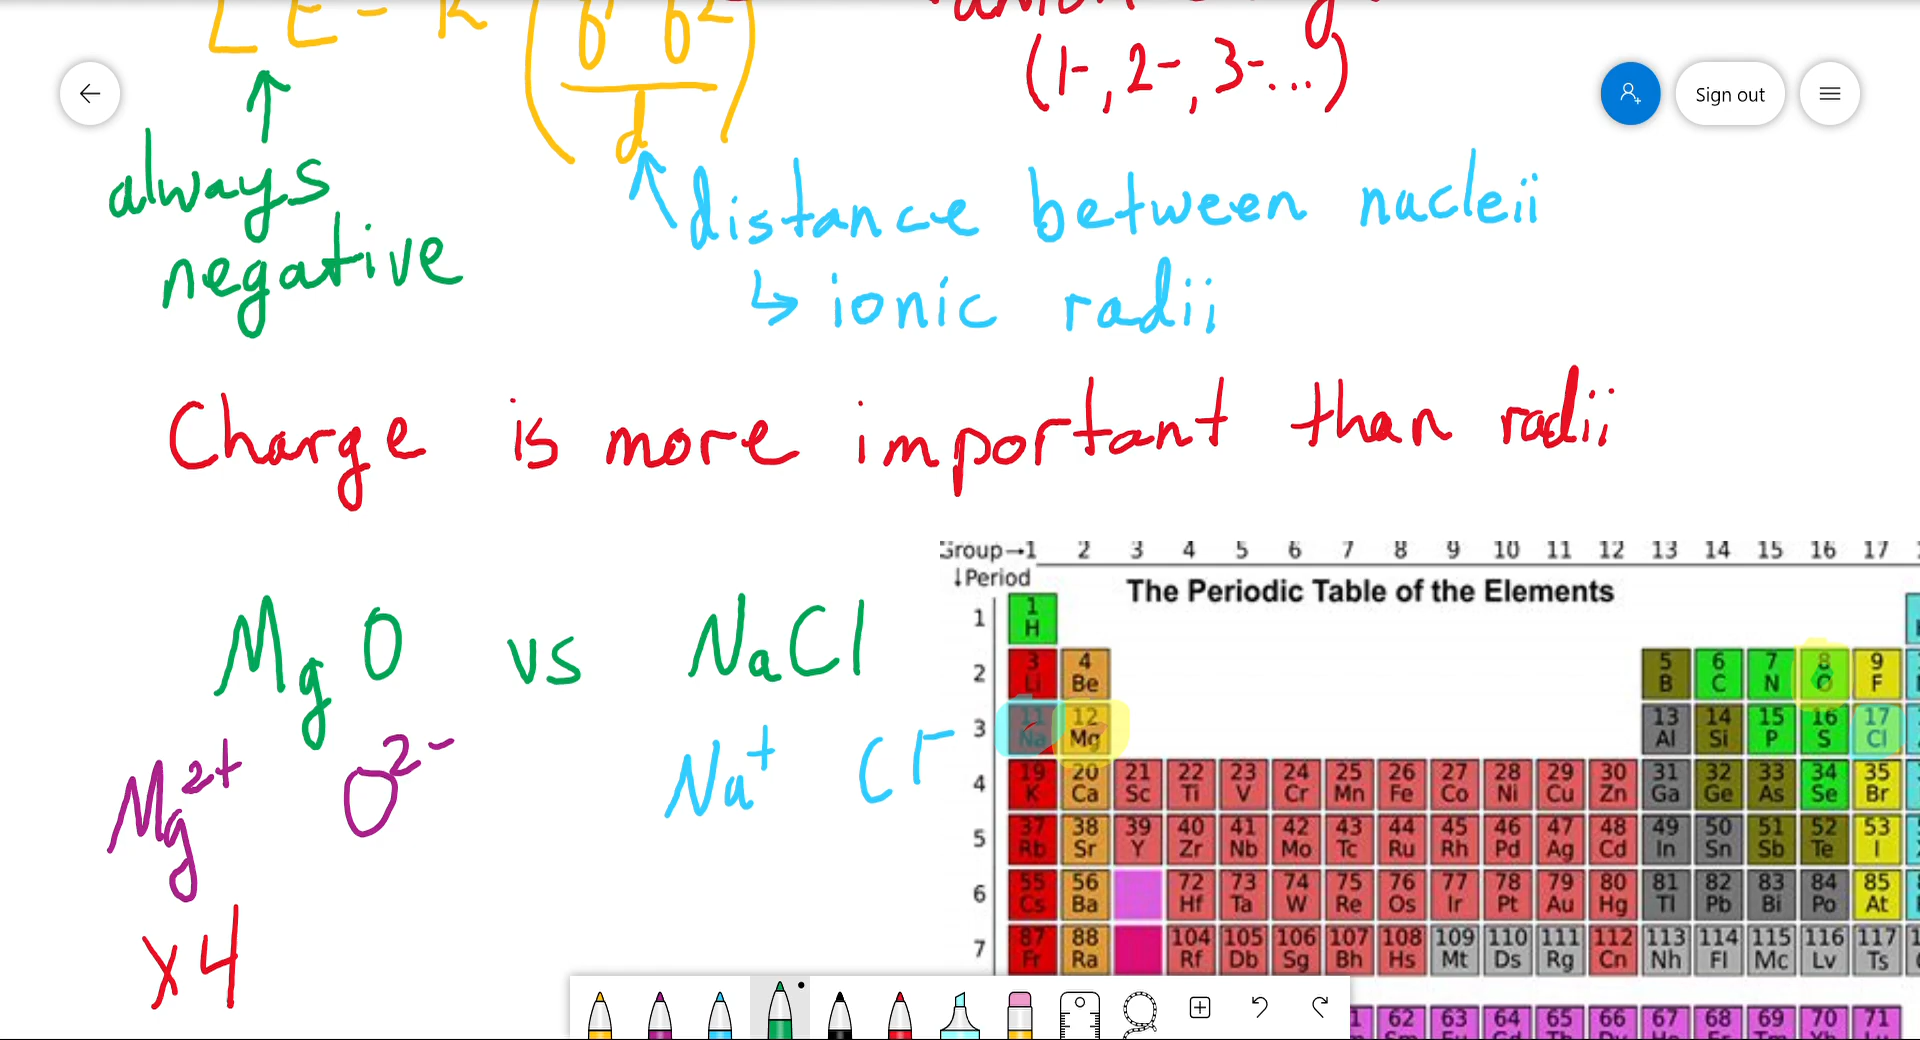 (1-, 2-, 3-...)
d
Sign out
always
negative
distance between nucleii
↳ ionic radii
Charge is more important than radii
MgO vs NaCl
Mg²⁺ O²⁻ Na⁺ Cl⁻
x4
Group→1 2 3 4 5 6 7 8 9 10 11 12 13 14 15 16 17
↓Period
The Periodic Table of the Elements
1 1 H
2 3 Li 4 Be 5 B 6 C 7 N 8 O 9 F
3 11 Na 12 Mg 13 Al 14 Si 15 P 16 S 17 Cl
4 19 K 20 Ca 21 Sc 22 Ti 23 V 24 Cr 25 Mn 26 Fe 27 Co 28 Ni 29 Cu 30 Zn 31 Ga 32 Ge 33 As 34 Se 35 Br
5 37 Rb 38 Sr 39 Y 40 Zr 41 Nb 42 Mo 43 Tc 44 Ru 45 Rh 46 Pd 47 Ag 48 Cd 49 In 50 Sn 51 Sb 52 Te 53 I
6 55 Cs 56 Ba 72 Hf 73 Ta 74 W 75 Re 76 Os 77 Ir 78 Pt 79 Au 80 Hg 81 Tl 82 Pb 83 Bi 84 Po 85 At
7 87 Fr 88 Ra 104 Rf 105 Db 106 Sg 107 Bh 108 Hs 109 Mt 110 Ds 111 Rg 112 Cn 113 Nh 114 Fl 115 Mc 116 Lv 117 Ts
62 63 64 65 66 67 68 69 70 71